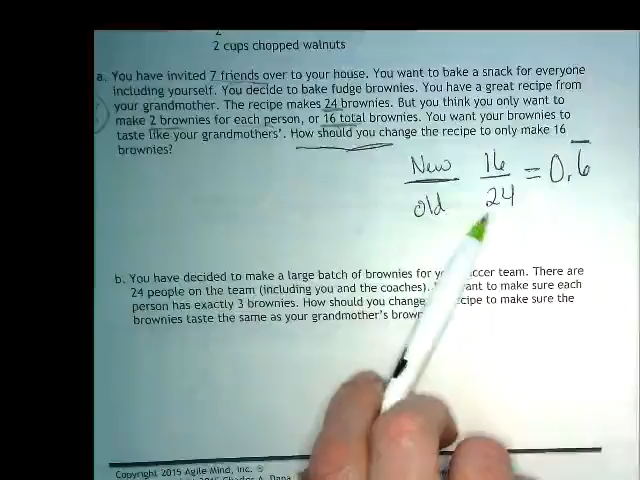 2 cups chopped walnuts
a. You have invited 7 friends over to your house. You want to bake a snack for everyone
including yourself. You decide to bake fudge brownies. You have a great recipe from
your grandmother. The recipe makes 24 brownies. But you think you only want to
make 2 brownies for each person, or 16 total brownies. You want your brownies to
taste like your grandmothers'. How should you change the recipe to only make 16
brownies?
New 16
old 24 = 0.6̅
b. You have decided to make a large batch of brownies for soccer team. There are
24 people on the team (including you and the coaches). want to make sure each
person has exactly 3 brownies. How should you change recipe to make sure the
brownies taste the same as your grandmother's
Copyright 2015 Agile Mind, Inc. ©